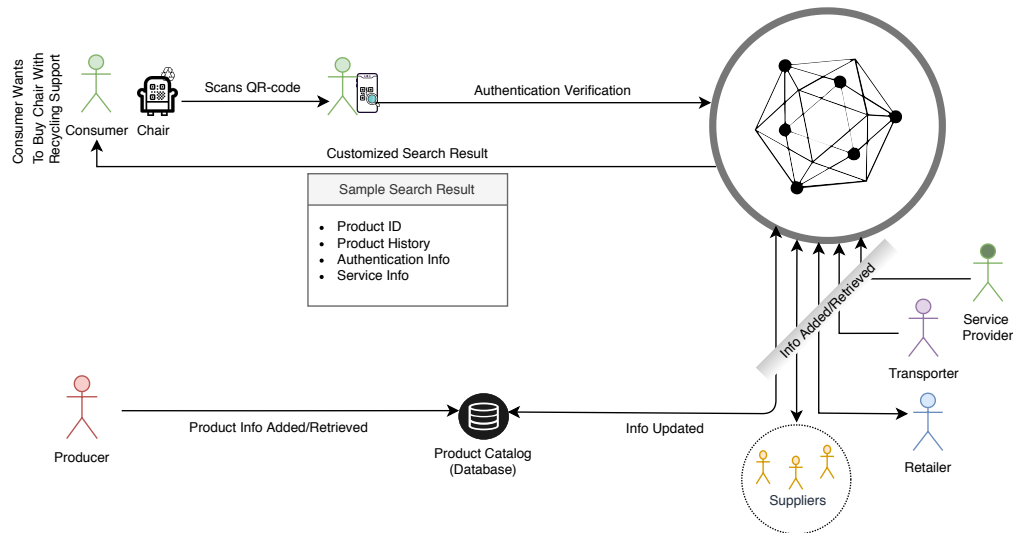 Consumer Wants
To Buy Chair With
Recycling Support
Consumer
Chair
Scans QR-code
Authentication Verification
Customized Search Result
Sample Search Result
• Product ID
• Product History
• Authentication Info
• Service Info
Info Added/Retrieved
Service
Provider
Transporter
Retailer
Suppliers
Info Updated
Product Catalog
(Database)
Product Info Added/Retrieved
Producer